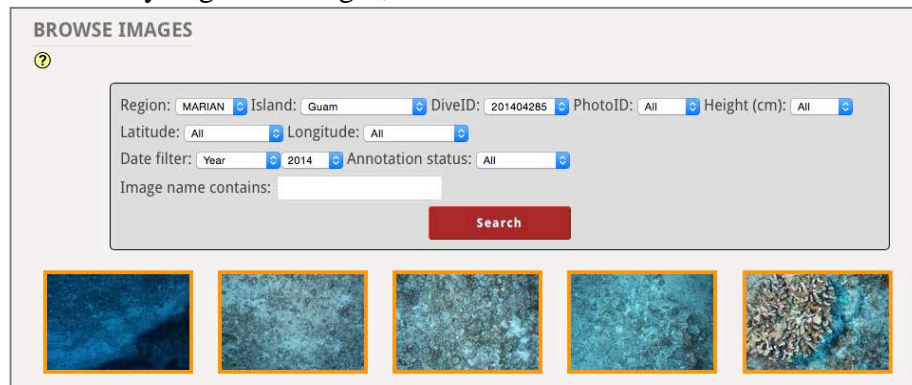 BROWSE IMAGES
?
Region: MARIAN Island: Guam DiveID: 201404285 PhotoID: All Height (cm): All
Latitude: All Longitude: All
Date filter: Year 2014 Annotation status: All
Image name contains:
Search